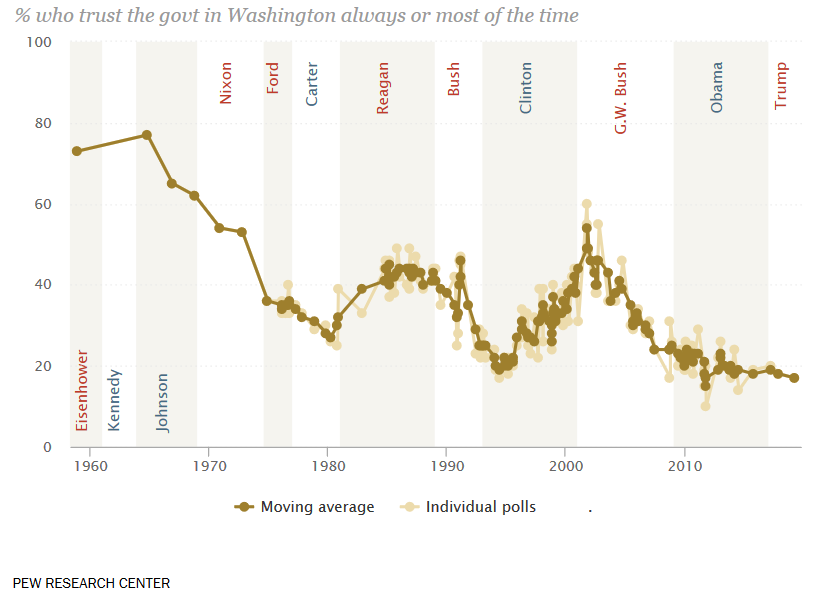 % who trust the govt in Washington always or most of the time
100
80
60
40
20
0
Eisenhower
Kennedy
Johnson
Nixon
Ford
Carter
Reagan
Bush
Clinton
G.W. Bush
Obama
Trump
1960 1970 1980 1990 2000 2010
Moving average Individual polls .
PEW RESEARCH CENTER